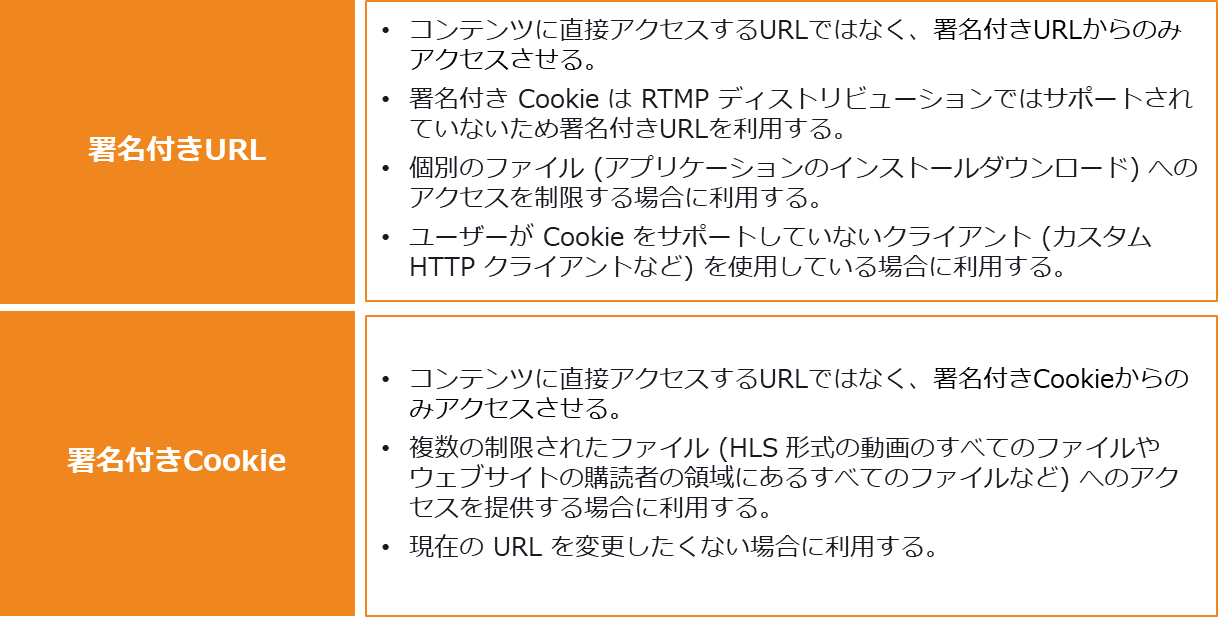 署名付きURL
• コンテンツに直接アクセスするURLではなく、署名付きURLからのみ
アクセスさせる。
• 署名付き Cookie は RTMP ディストリビューションではサポートされ
ていないため署名付きURLを利用する。
• 個別のファイル (アプリケーションのインストールダウンロード) への
アクセスを制限する場合に利用する。
• ユーザーが Cookie をサポートしていないクライアント (カスタム
HTTP クライアントなど) を使用している場合に利用する。
署名付きCookie
• コンテンツに直接アクセスするURLではなく、署名付きCookieからの
みアクセスさせる。
• 複数の制限されたファイル (HLS 形式の動画のすべてのファイルや
ウェブサイトの購読者の領域にあるすべてのファイルなど) へのアク
セスを提供する場合に利用する。
• 現在の URL を変更したくない場合に利用する。